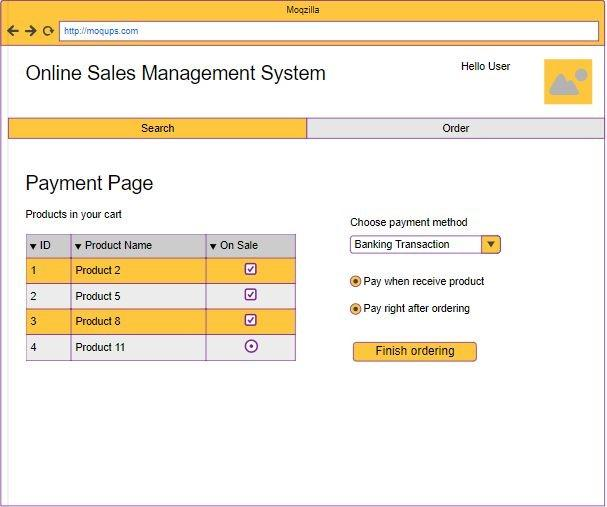 Moqzilla
http://moqups.com
Online Sales Management System
Hello User
Search
Order
Payment Page
Products in your cart
ID Product Name On Sale
1 Product 2
2 Product 5
3 Product 8
4 Product 11
Choose payment method
Banking Transaction
Pay when receive product
Pay right after ordering
Finish ordering